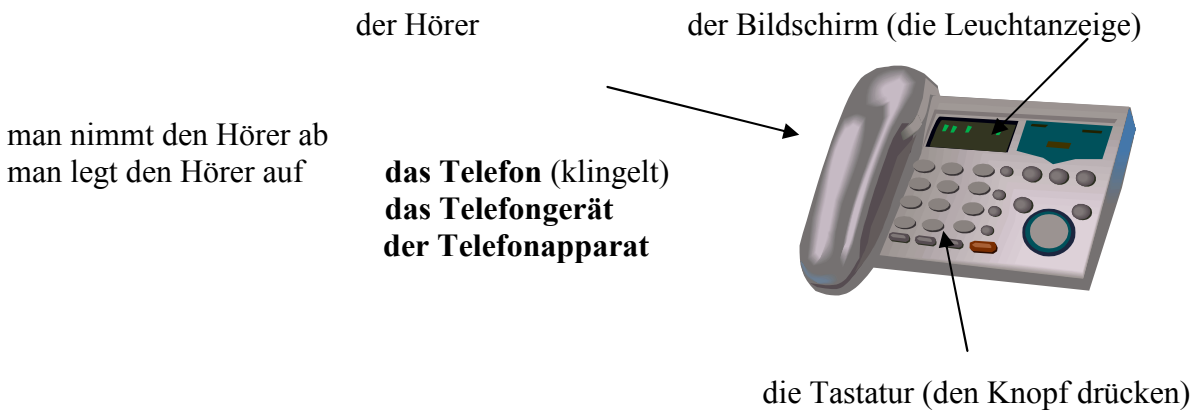 der Hörer
der Bildschirm (die Leuchtanzeige)
man nimmt den Hörer ab
man legt den Hörer auf
das Telefon (klingelt)
das Telefongerät
der Telefonapparat
die Tastatur (den Knopf drücken)